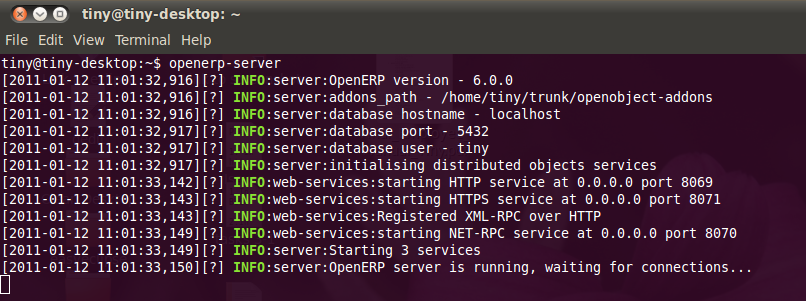 tiny@tiny-desktop: ~
File Edit View Terminal Help
tiny@tiny-desktop:~$ openerp-server
[2011-01-12 11:01:32,916][?] INFO:server:OpenERP version - 6.0.0
[2011-01-12 11:01:32,916][?] INFO:server:addons_path - /home/tiny/trunk/openobject-addons
[2011-01-12 11:01:32,916][?] INFO:server:database hostname - localhost
[2011-01-12 11:01:32,917][?] INFO:server:database port - 5432
[2011-01-12 11:01:32,917][?] INFO:server:database user - tiny
[2011-01-12 11:01:32,917][?] INFO:server:initialising distributed objects services
[2011-01-12 11:01:33,142][?] INFO:web-services:starting HTTP service at 0.0.0.0 port 8069
[2011-01-12 11:01:33,143][?] INFO:web-services:starting HTTPS service at 0.0.0.0 port 8071
[2011-01-12 11:01:33,143][?] INFO:web-services:Registered XML-RPC over HTTP
[2011-01-12 11:01:33,149][?] INFO:web-services:starting NET-RPC service at 0.0.0.0 port 8070
[2011-01-12 11:01:33,149][?] INFO:server:Starting 3 services
[2011-01-12 11:01:33,150][?] INFO:server:OpenERP server is running, waiting for connections...